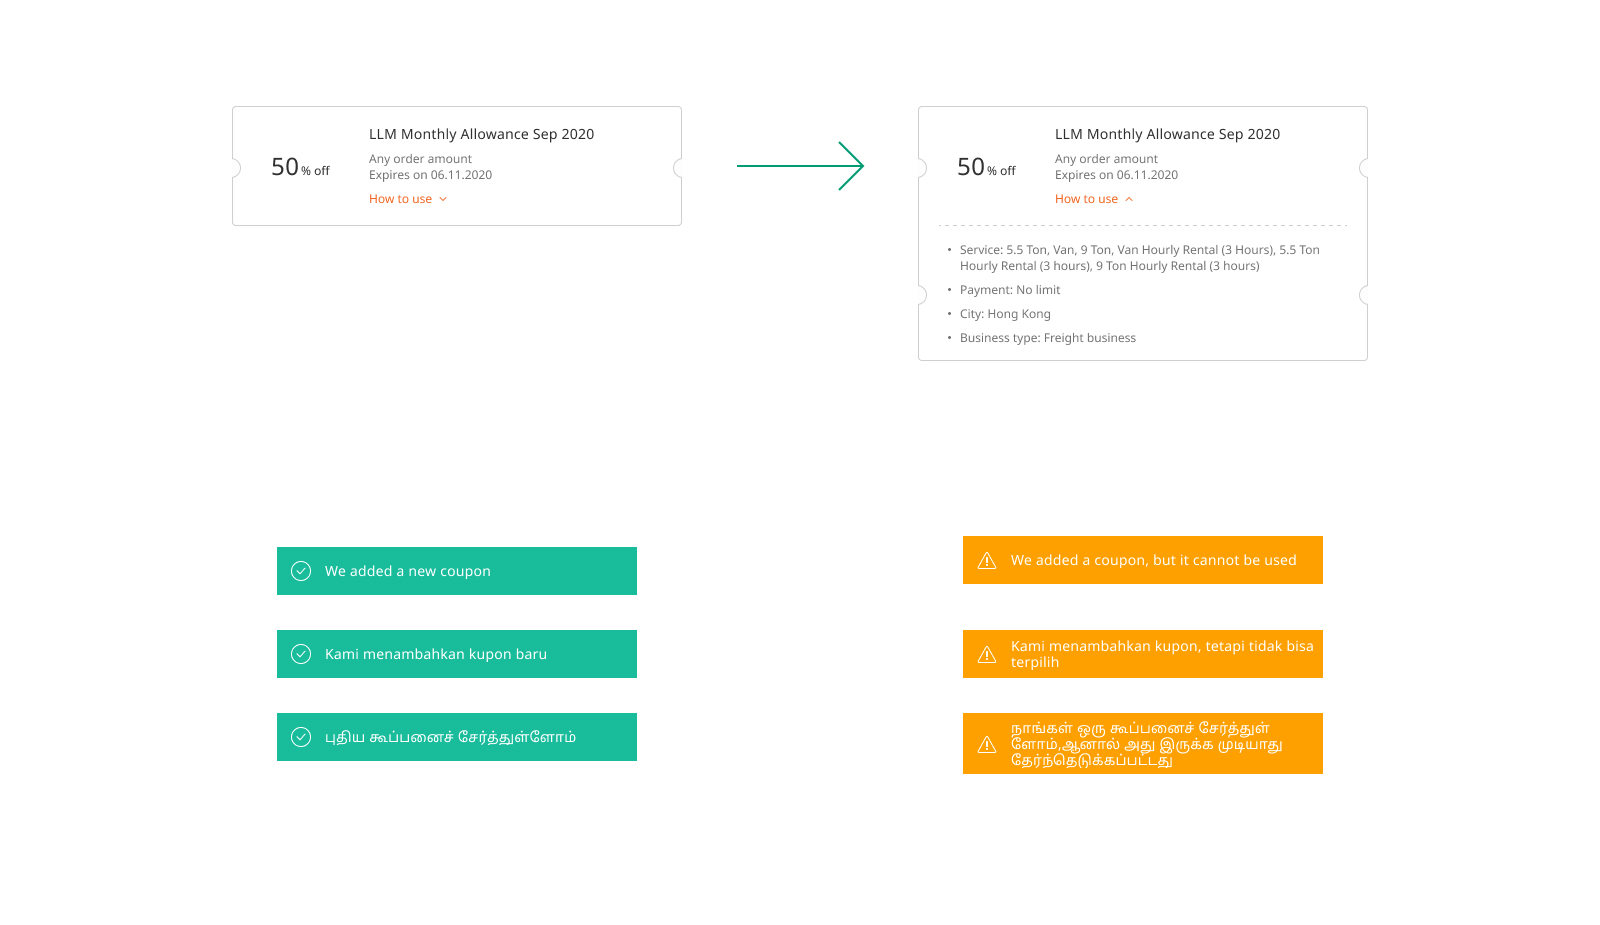 LLM Monthly Allowance Sep 2020
50 % off
Any order amount
Expires on 06.11.2020
How to use
LLM Monthly Allowance Sep 2020
50 % off
Any order amount
Expires on 06.11.2020
How to use
• Service: 5.5 Ton, Van, 9 Ton, Van Hourly Rental (3 Hours), 5.5 Ton
Hourly Rental (3 hours), 9 Ton Hourly Rental (3 hours)
• Payment: No limit
• City: Hong Kong
• Business type: Freight business
We added a new coupon
Kami menambahkan kupon baru
புதிய கூப்பனைச் சேர்த்துள்ளோம்
We added a coupon, but it cannot be used
Kami menambahkan kupon, tetapi tidak bisa
terpilih
நாங்கள் ஒரு கூப்பனைச் சேர்த்துள்
ளோம்,ஆனால் அது இருக்க முடியாது
தேர்ந்தெடுக்கப்பட்டது